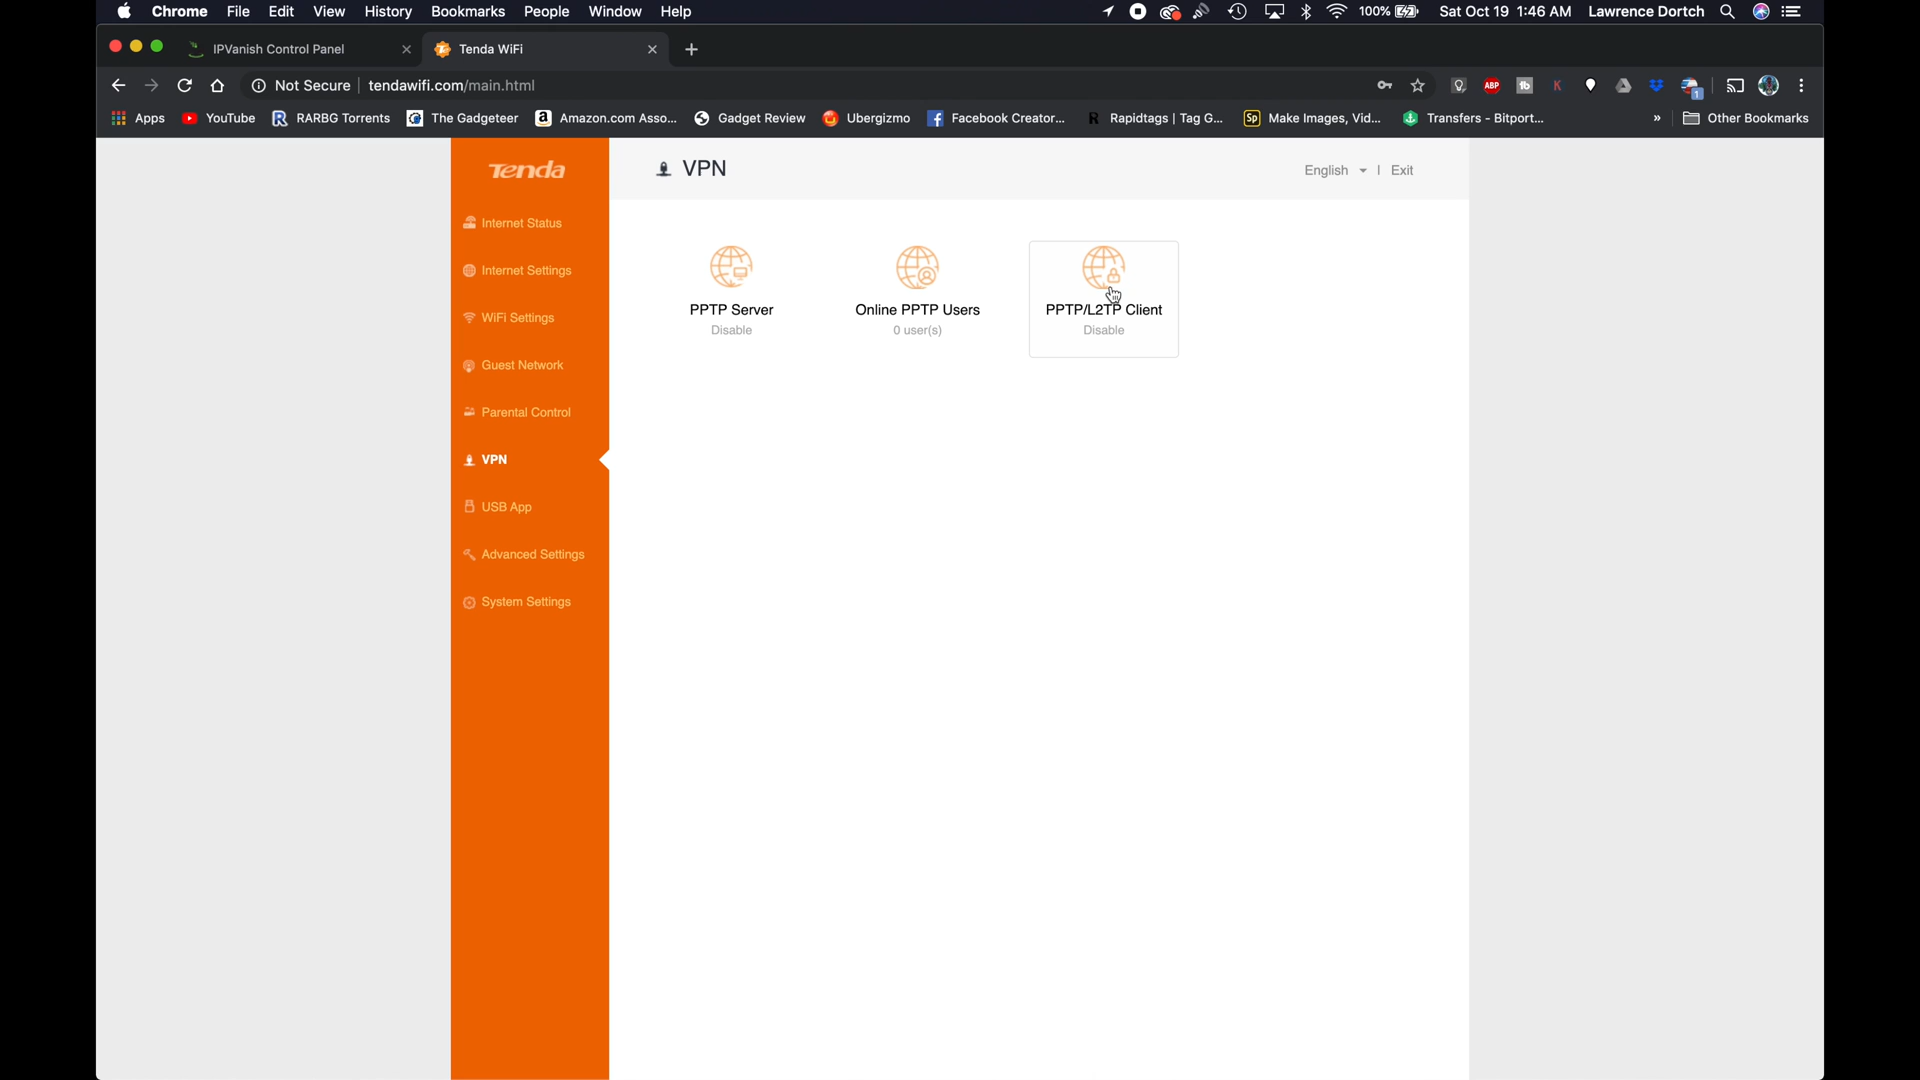 Chrome File Edit View History Bookmarks People Window Help 100% Sat Oct 19 1:46 AM Lawrence Dortch
IPVanish Control Panel Tenda WiFi
Not Secure tendawifi.com/main.html ABP tb K 1
Apps YouTube R RARBG Torrents The Gadgeteer a Amazon.com Asso... Gadget Review Ubergizmo Facebook Creator... R Rapidtags | Tag G... Sp Make Images, Vid... Transfers - Bitport... » Other Bookmarks
Tenda
VPN
English | Exit
Internet Status
Internet Settings
WiFi Settings
Guest Network
Parental Control
VPN
USB App
Advanced Settings
System Settings
PPTP Server
Disable
Online PPTP Users
0 user(s)
PPTP/L2TP Client
Disable